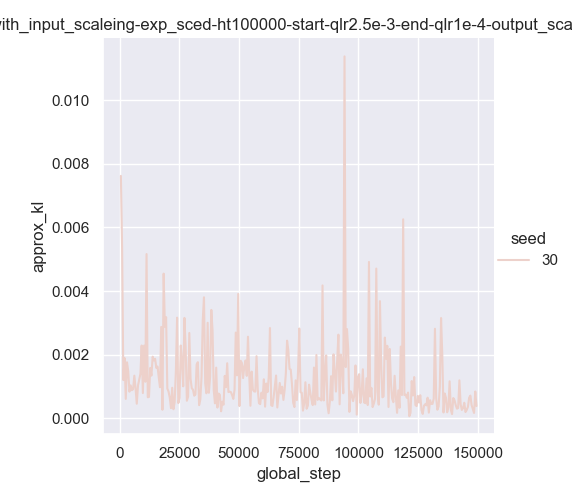 vith_input_scaleing-exp_sced-ht100000-start-qlr2.5e-3-end-qlr1e-4-output_sca
0.010
0.008
0.006
0.004
0.002
0.000
approx_kl
seed
30
0 25000 50000 75000 100000 125000 150000
global_step